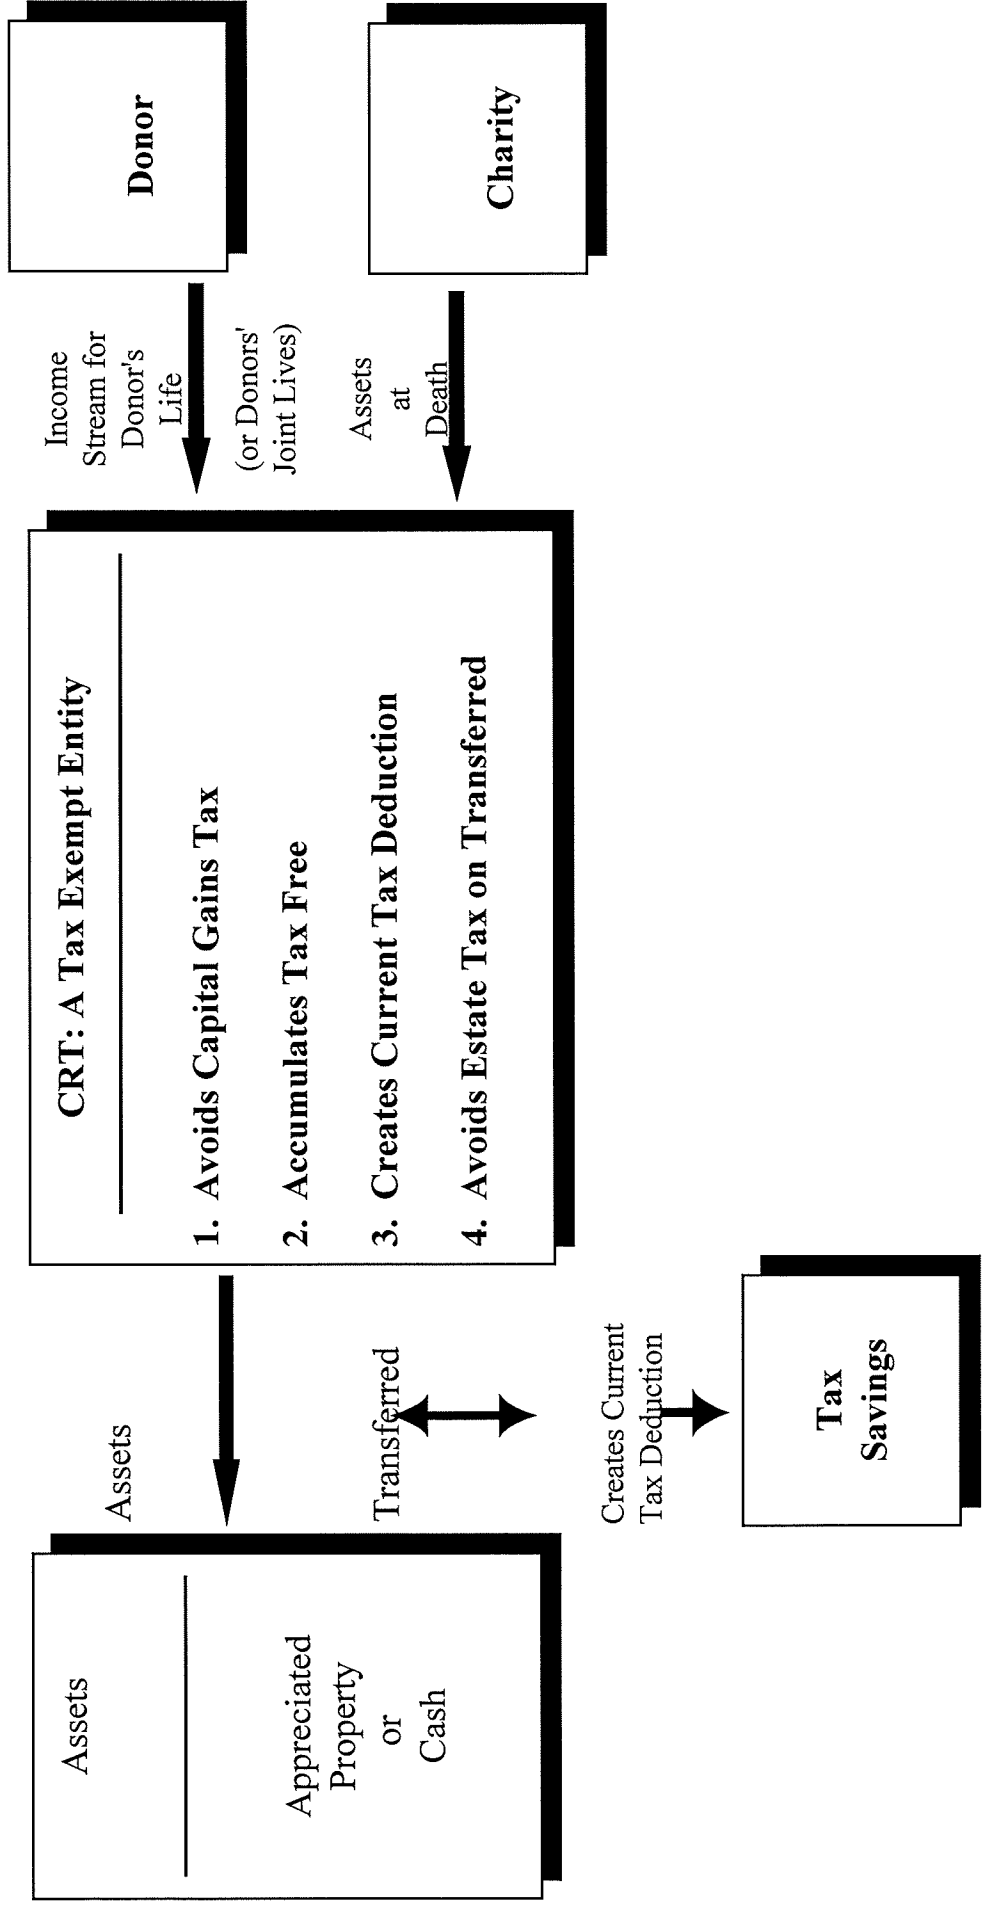 Assets
Appreciated
Property
or
Cash
Assets
Transferred
Creates Current
Tax Deduction
Tax
Savings
CRT: A Tax Exempt Entity
1. Avoids Capital Gains Tax
2. Accumulates Tax Free
3. Creates Current Tax Deduction
4. Avoids Estate Tax on Transferred
Income
Stream for
Donor's
Life
(or Donors'
Joint Lives)
Assets
at
Death
Donor
Charity